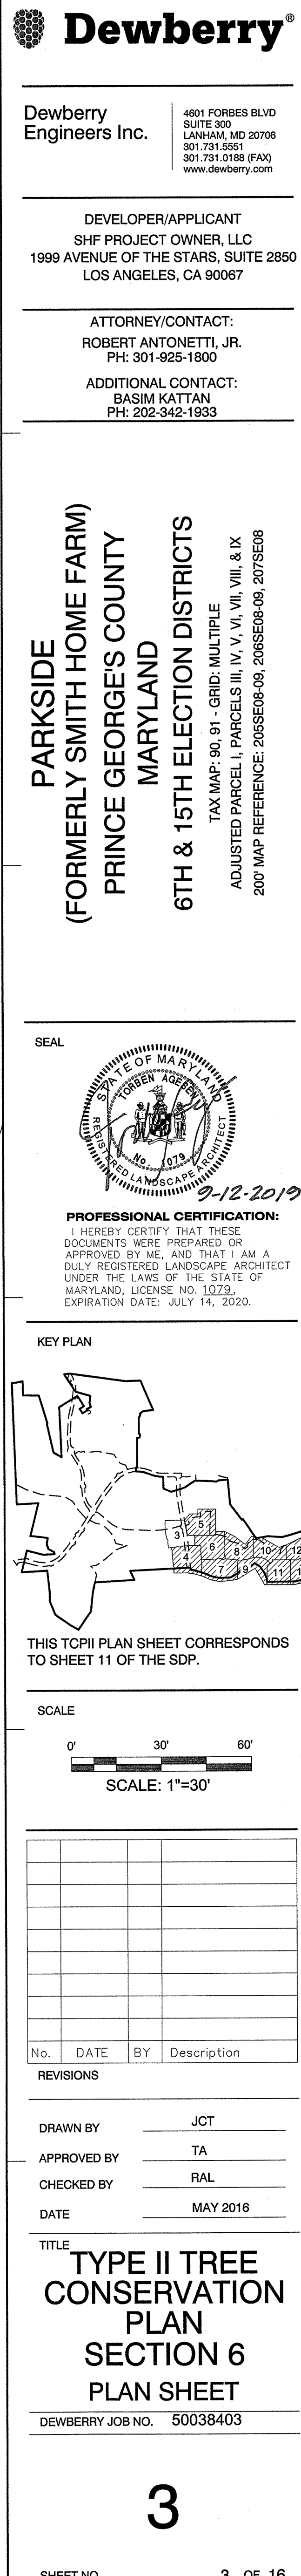 Dewberry®
Dewberry
Engineers Inc.
4601 FORBES BLVD
SUITE 300
LANHAM, MD 20706
301.731.5551
301.731.0188 (FAX)
www.dewberry.com
DEVELOPER/APPLICANT
SHF PROJECT OWNER, LLC
1999 AVENUE OF THE STARS, SUITE 2850
LOS ANGELES, CA 90067
ATTORNEY/CONTACT:
ROBERT ANTONETTI, JR.
PH: 301-925-1800
ADDITIONAL CONTACT:
BASIM KATTAN
PH: 202-342-1933
PARKSIDE
(FORMERLY SMITH HOME FARM)
PRINCE GEORGE'S COUNTY
MARYLAND
6TH & 15TH ELECTION DISTRICTS
TAX MAP: 90, 91 - GRID: MULTIPLE
ADJUSTED PARCEL I, PARCELS III, IV, V, VI, VII, VIII, & IX
200' MAP REFERENCE: 205SE08-09, 206SE08-09, 207SE08
SEAL
STATE OF MARYLAND
TORBEN AGESEN
No. 1079
REGISTERED LANDSCAPE ARCHITECT
9-12-2019
PROFESSIONAL CERTIFICATION:
I HEREBY CERTIFY THAT THESE
DOCUMENTS WERE PREPARED OR
APPROVED BY ME, AND THAT I AM A
DULY REGISTERED LANDSCAPE ARCHITECT
UNDER THE LAWS OF THE STATE OF
MARYLAND, LICENSE NO. 1079,
EXPIRATION DATE: JULY 14, 2020.
KEY PLAN
3
5
4
6
7
8
9
10
11
12
1
THIS TCPII PLAN SHEET CORRESPONDS
TO SHEET 11 OF THE SDP.
SCALE
0' 30' 60'
SCALE: 1"=30'
No. DATE BY Description
REVISIONS
DRAWN BY JCT
APPROVED BY TA
CHECKED BY RAL
DATE MAY 2016
TITLE
TYPE II TREE
CONSERVATION
PLAN
SECTION 6
PLAN SHEET
DEWBERRY JOB NO. 50038403
3
SHEET NO. 3 OF 16